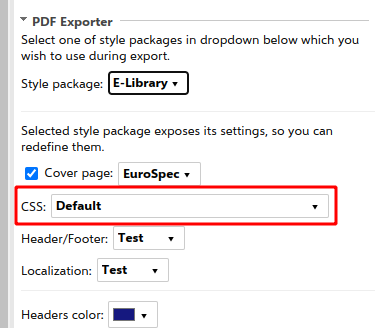 PDF Exporter
Select one of style packages in dropdown below which you
wish to use during export.
Style package: E-Library
Selected style package exposes its settings, so you can
redefine them.
Cover page: EuroSpec
CSS: Default
Header/Footer: Test
Localization: Test
Headers color: